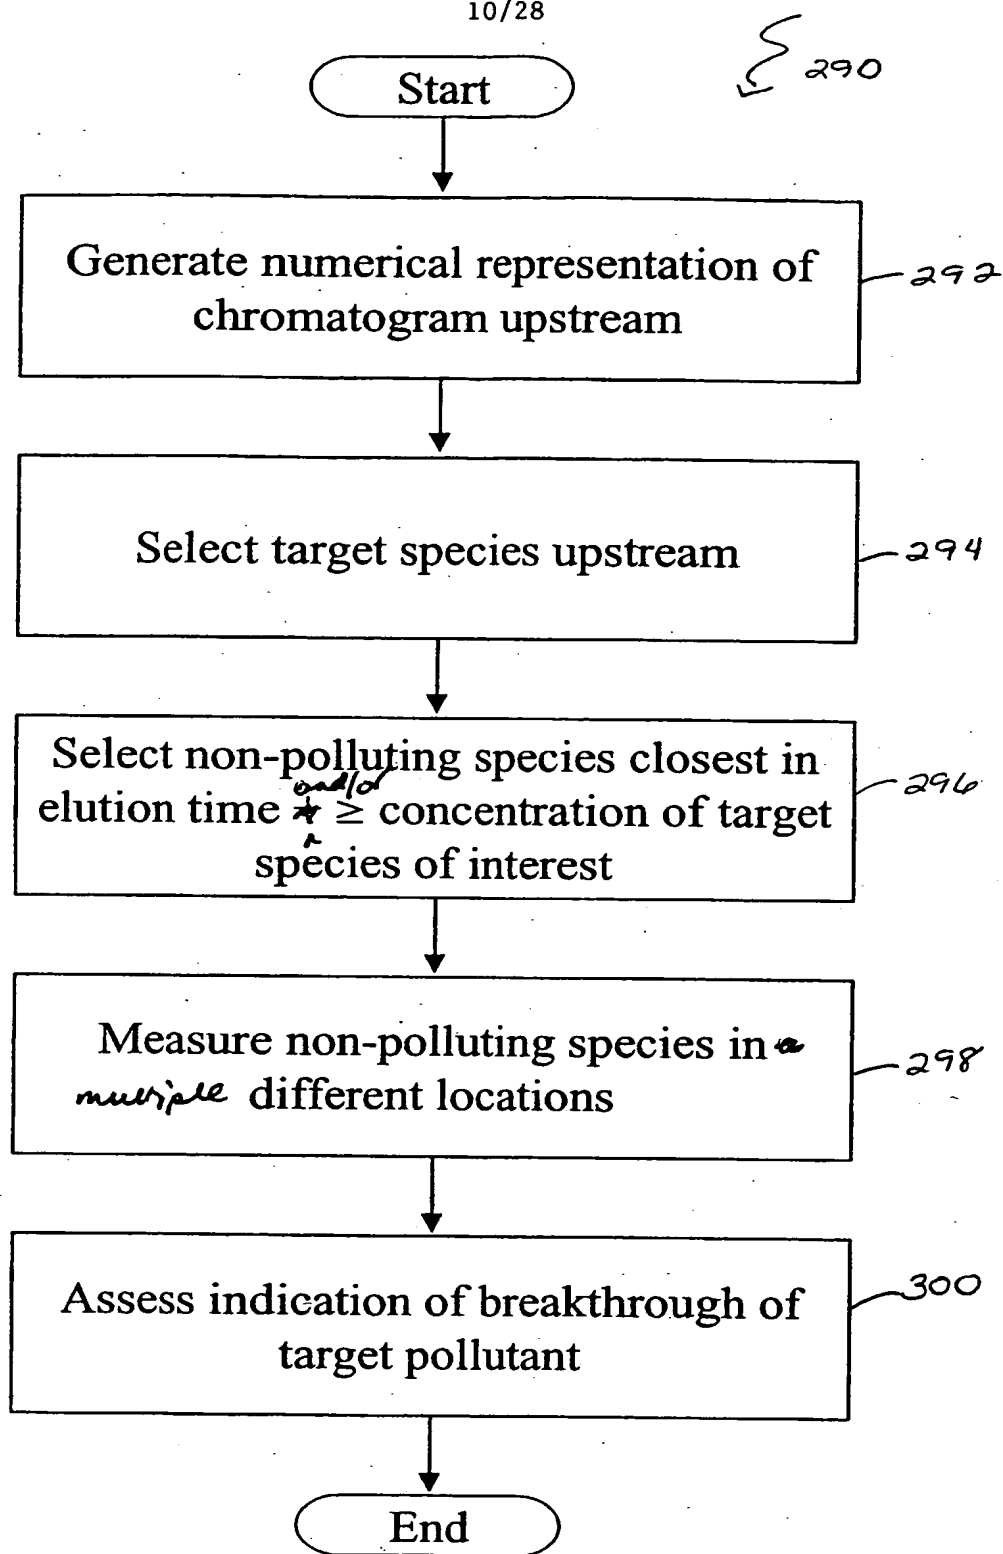 10/28
290
Start
Generate numerical representation of
chromatogram upstream
292
Select target species upstream
294
Select non-polluting species closest in
and/or
elution time ≥ concentration of target
species of interest
296
Measure non-polluting species in
multiple different locations
298
Assess indication of breakthrough of
target pollutant
300
End